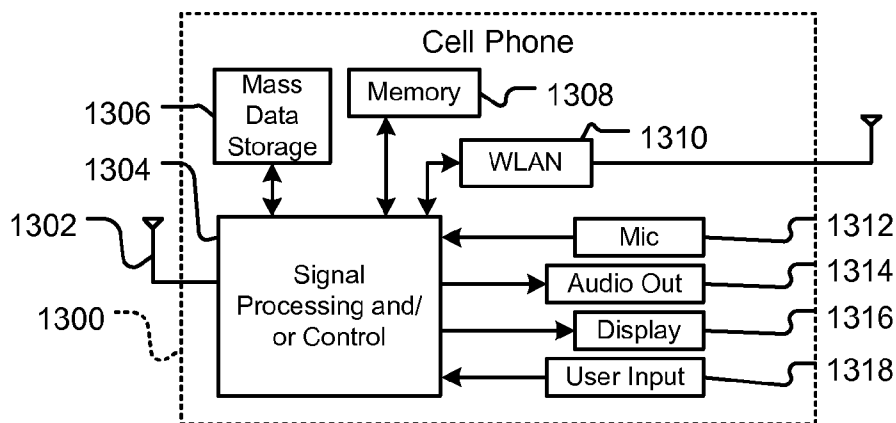 Cell Phone
1306
Mass
Data
Storage
Memory
1308
1310
WLAN
1304
1302
1300
Signal
Processing and/
or Control
Mic
1312
Audio Out
1314
Display
1316
User Input
1318